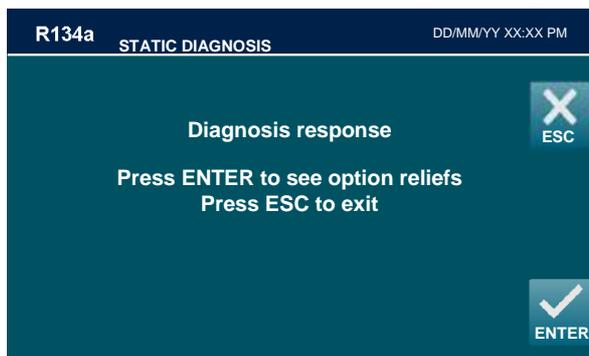 R134a
STATIC DIAGNOSIS
DD/MM/YY XX:XX PM
Diagnosis response
ESC
Press ENTER to see option reliefs
Press ESC to exit
ENTER